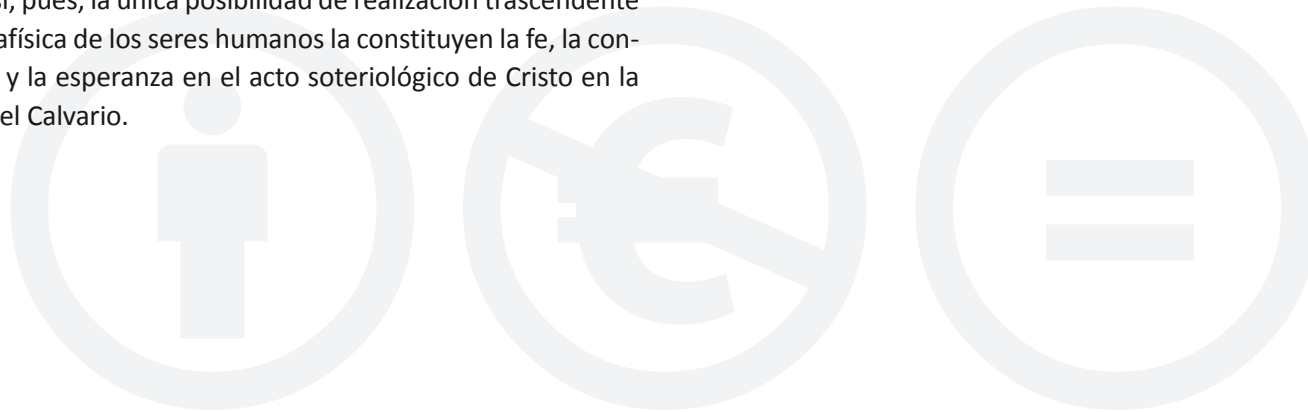 sí, pues, la única posibilidad de realización trascendente
afísica de los seres humanos la constituyen la fe, la con-
y la esperanza en el acto soteriológico de Cristo en la
el Calvario.